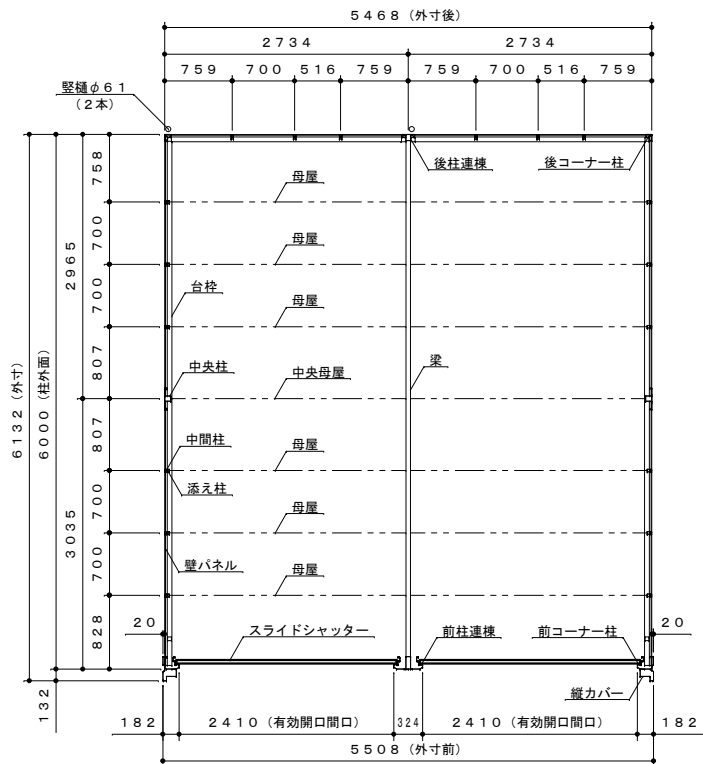 5468（外寸後）
2734
2734
759
700
516
759
759
700
516
759
竪樋φ61
（2本）
後柱連棟
後コーナー柱
母屋
母屋
台枠
母屋
中央柱
中央母屋
梁
中間柱
母屋
添え柱
母屋
壁パネル
母屋
スライドシャッター
前柱連棟
前コーナー柱
縦カバー
758
700
700
807
807
700
700
828
2965
3035
6000（柱外面）
6132（外寸）
132
20
20
182
2410（有効開口間口）
324
2410（有効開口間口）
182
5508（外寸前）